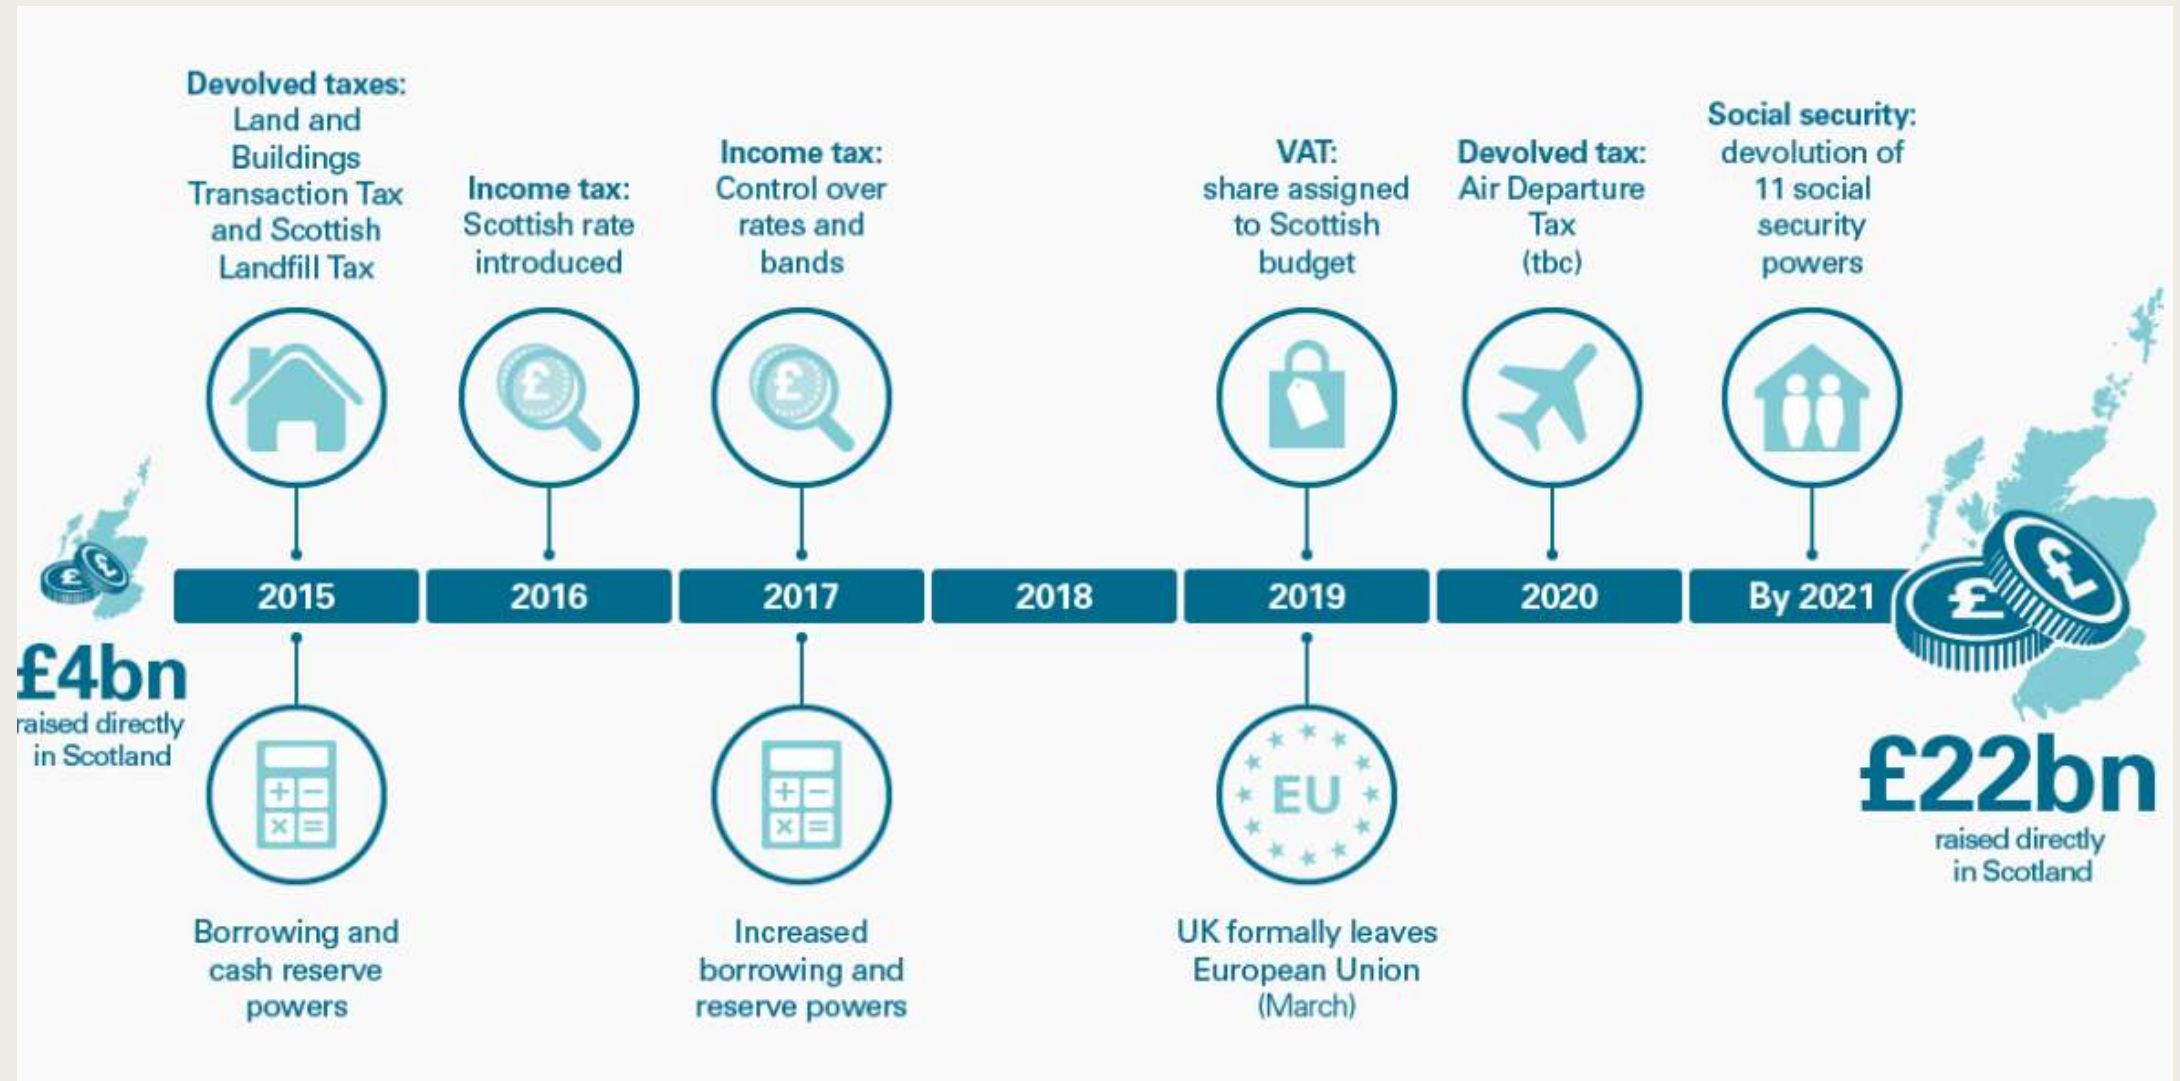 Devolved taxes:
Land and
Buildings
Transaction Tax
and Scottish
Landfill Tax
Income tax:
Scottish rate
introduced
Income tax:
Control over
rates and
bands
VAT:
share assigned
to Scottish
budget
Devolved tax:
Air Departure
Tax
(tbc)
Social security:
devolution of
11 social
security
powers
£
£
£ £
2015
2016
2017
2018
2019
2020
By 2021
£ £
£4bn
raised directly
in Scotland
+ −
× =
+ −
× =
EU
£22bn
raised directly
in Scotland
Borrowing and
cash reserve
powers
Increased
borrowing and
reserve powers
UK formally leaves
European Union
(March)